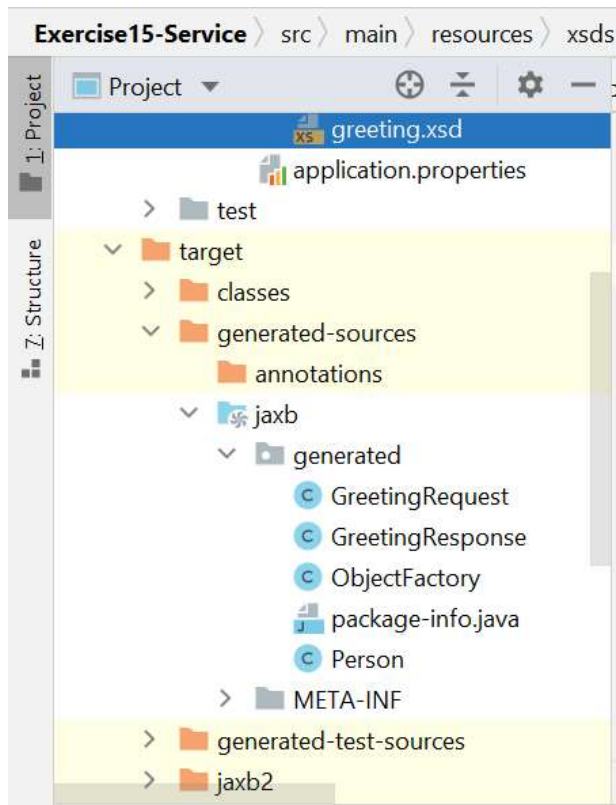 Exercise15-Service 〉 src 〉 main 〉 resources 〉 xsds
1: Project
Project
greeting.xsd
application.properties
test
target
classes
7: Structure
generated-sources
annotations
jaxb
generated
GreetingRequest
GreetingResponse
ObjectFactory
package-info.java
Person
META-INF
generated-test-sources
jaxb2